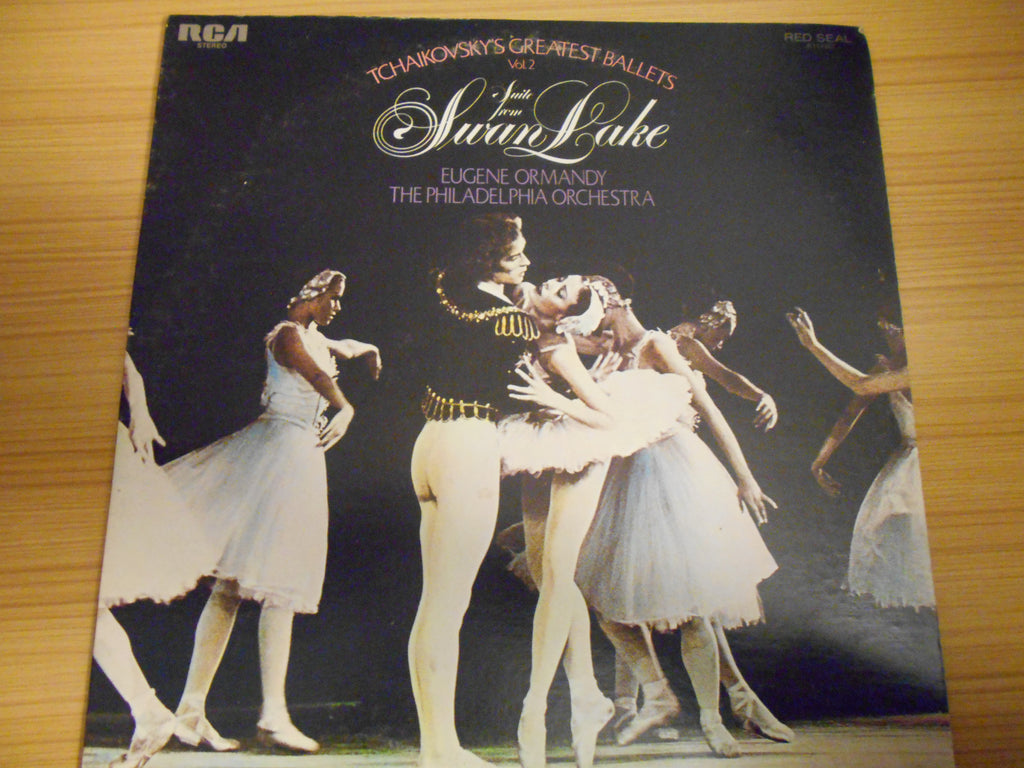 RCA
STEREO
RED SEAL
TCHAIKOVSKY'S GREATEST BALLETS
Vol. 2
Suite
from
Swan Lake
EUGENE ORMANDY
THE PHILADELPHIA ORCHESTRA